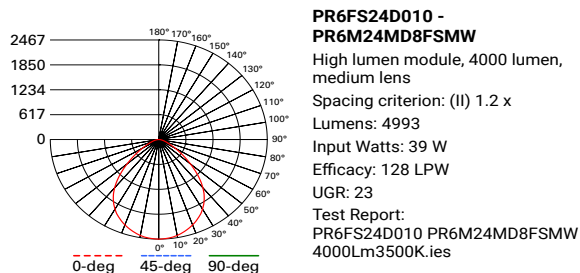 2467
1850
1234
617
0
180° 170° 160°
150°
140°
130°
120°
110°
100°
90°
80°
70°
60°
50°
40°
30°
20°
10°
0°
0-deg 45-deg 90-deg
PR6FS24D010 -
PR6M24MD8FSMW
High lumen module, 4000 lumen,
medium lens
Spacing criterion: (II) 1.2 x
Lumens: 4993
Input Watts: 39 W
Efficacy: 128 LPW
UGR: 23
Test Report:
PR6FS24D010 PR6M24MD8FSMW
4000Lm3500K.ies